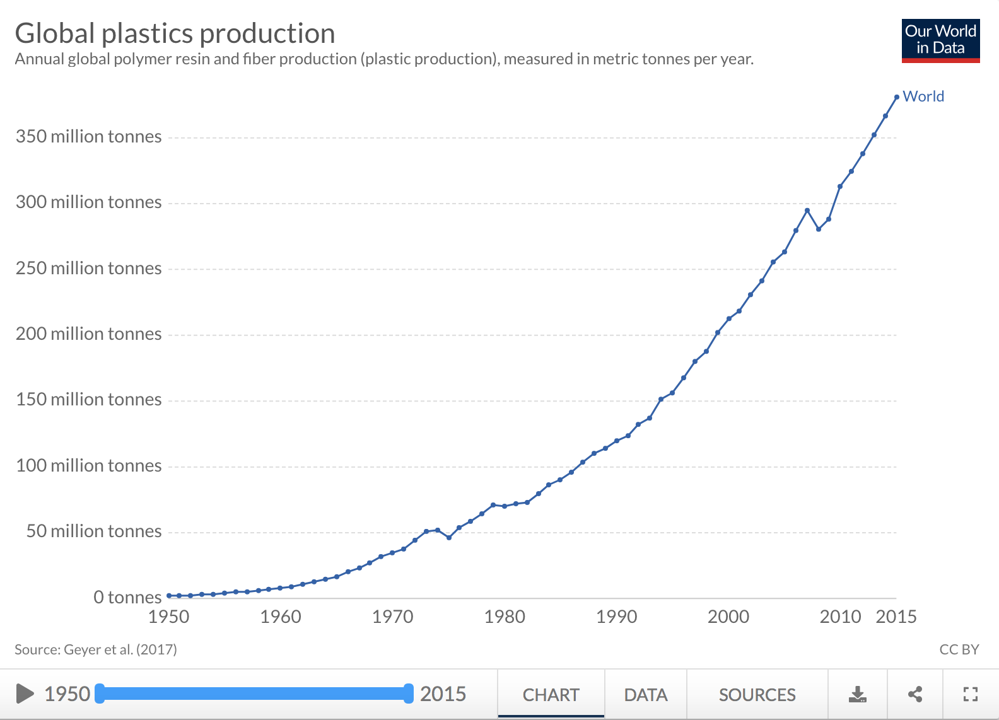 Global plastics production
Annual global polymer resin and fiber production (plastic production), measured in metric tonnes per year.
Our World
in Data
World
350 million tonnes
300 million tonnes
250 million tonnes
200 million tonnes
150 million tonnes
100 million tonnes
50 million tonnes
0 tonnes
1950 1960 1970 1980 1990 2000 2010 2015
Source: Geyer et al. (2017) CC BY
1950 2015 CHART DATA SOURCES